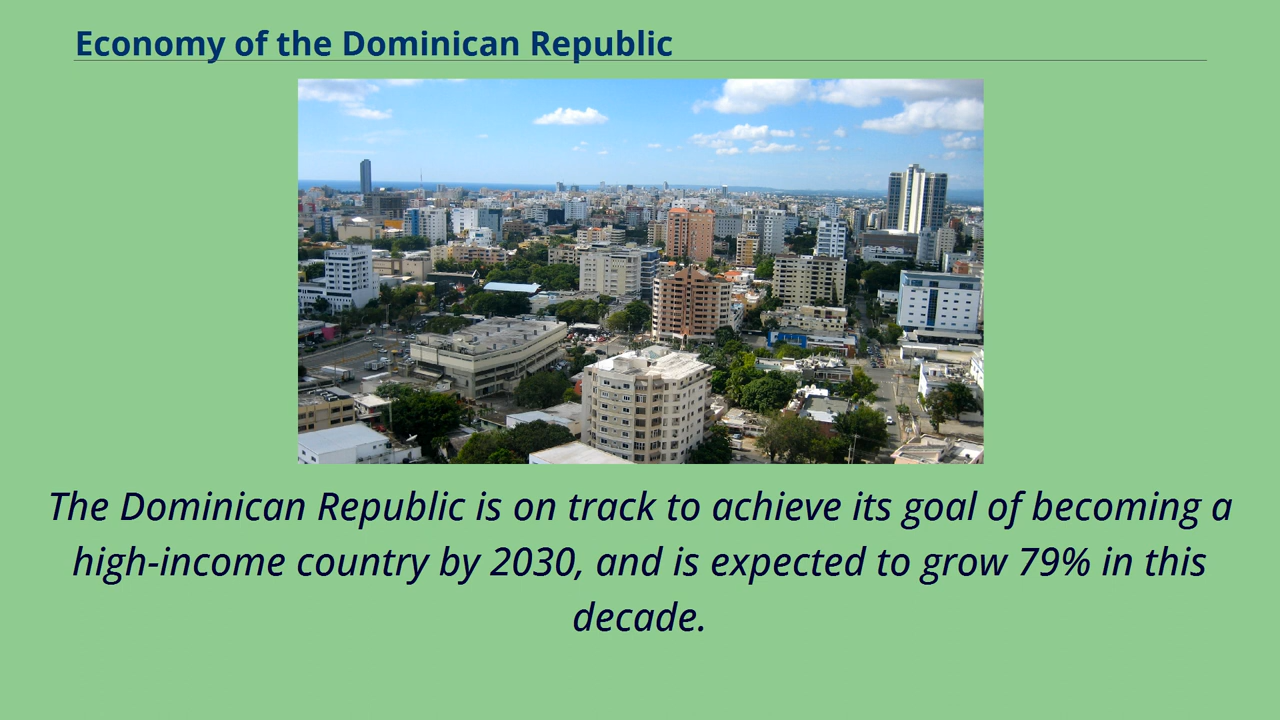 Economy of the Dominican Republic
The Dominican Republic is on track to achieve its goal of becoming a
high-income country by 2030, and is expected to grow 79% in this
decade.